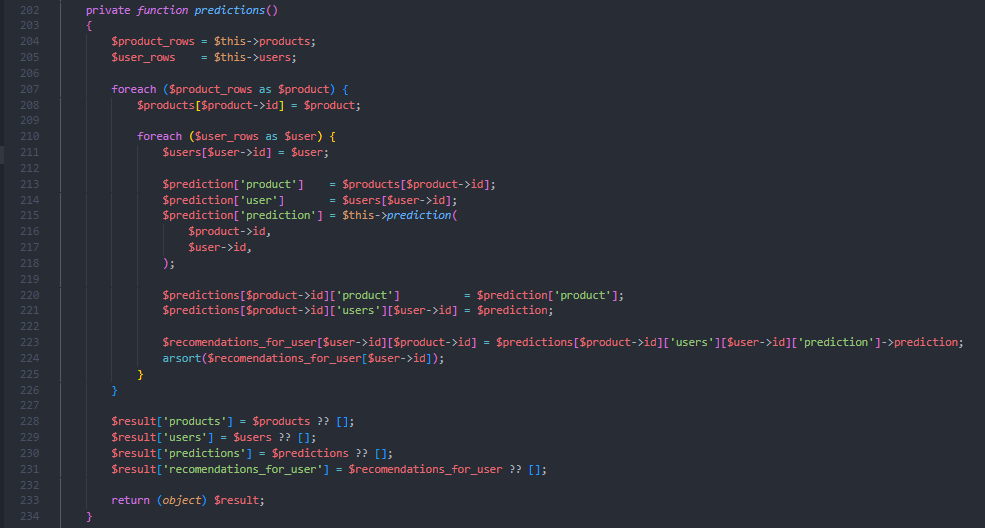 202 private function predictions()
203 {
204 $product_rows = $this->products;
205 $user_rows    = $this->users;
206
207 foreach ($product_rows as $product) {
208 $products[$product->id] = $product;
209
210 foreach ($user_rows as $user) {
211 $users[$user->id] = $user;
212
213 $prediction['product']    = $products[$product->id];
214 $prediction['user']       = $users[$user->id];
215 $prediction['prediction'] = $this->prediction(
216 $product->id,
217 $user->id,
218 );
219
220 $predictions[$product->id]['product']          = $prediction['product'];
221 $predictions[$product->id]['users'][$user->id] = $prediction;
222
223 $recomendations_for_user[$user->id][$product->id] = $predictions[$product->id]['users'][$user->id]['prediction']->prediction;
224 arsort($recomendations_for_user[$user->id]);
225 }
226 }
227
228 $result['products'] = $products ?? [];
229 $result['users'] = $users ?? [];
230 $result['predictions'] = $predictions ?? [];
231 $result['recomendations_for_user'] = $recomendations_for_user ?? [];
232
233 return (object) $result;
234 }